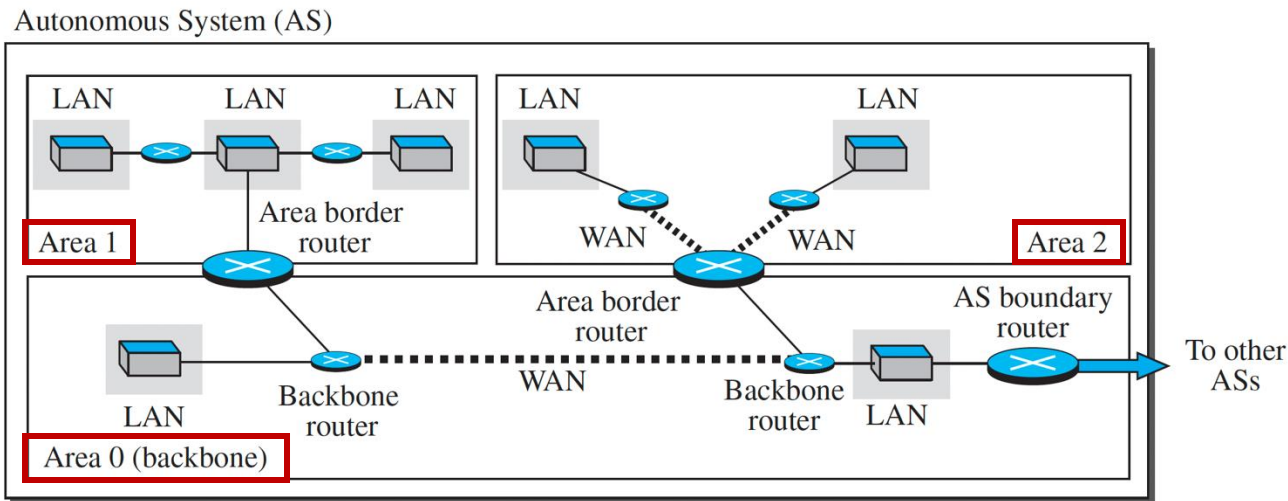 Autonomous System (AS)
LAN
LAN
LAN
Area border
router
Area 1
LAN
LAN
WAN
WAN
Area 2
Area border
router
AS boundary
router
WAN
Backbone
router
Backbone
router
LAN
LAN
To other
ASs
Area 0 (backbone)